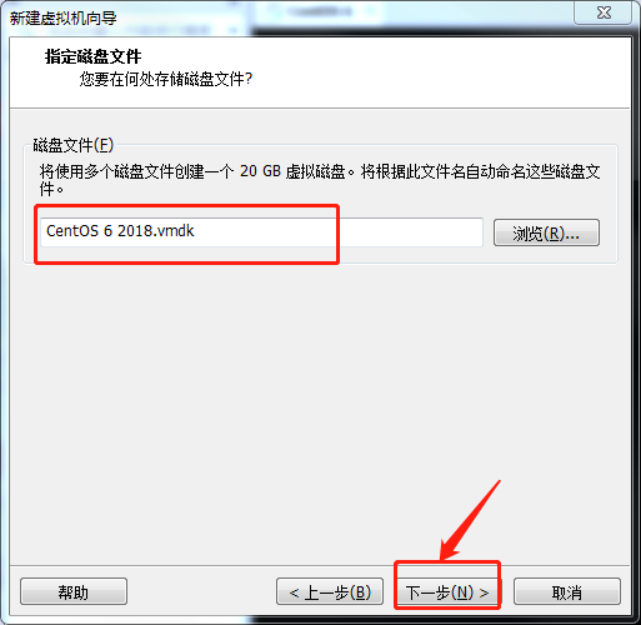 新建虚拟机向导
指定磁盘文件
您要在何处存储磁盘文件?
磁盘文件(F)
将使用多个磁盘文件创建一个 20 GB 虚拟磁盘。将根据此文件名自动命名这些磁盘文
件。
CentOS 6 2018.vmdk
浏览(R)...
帮助
< 上一步(B)
下一步(N) >
取消